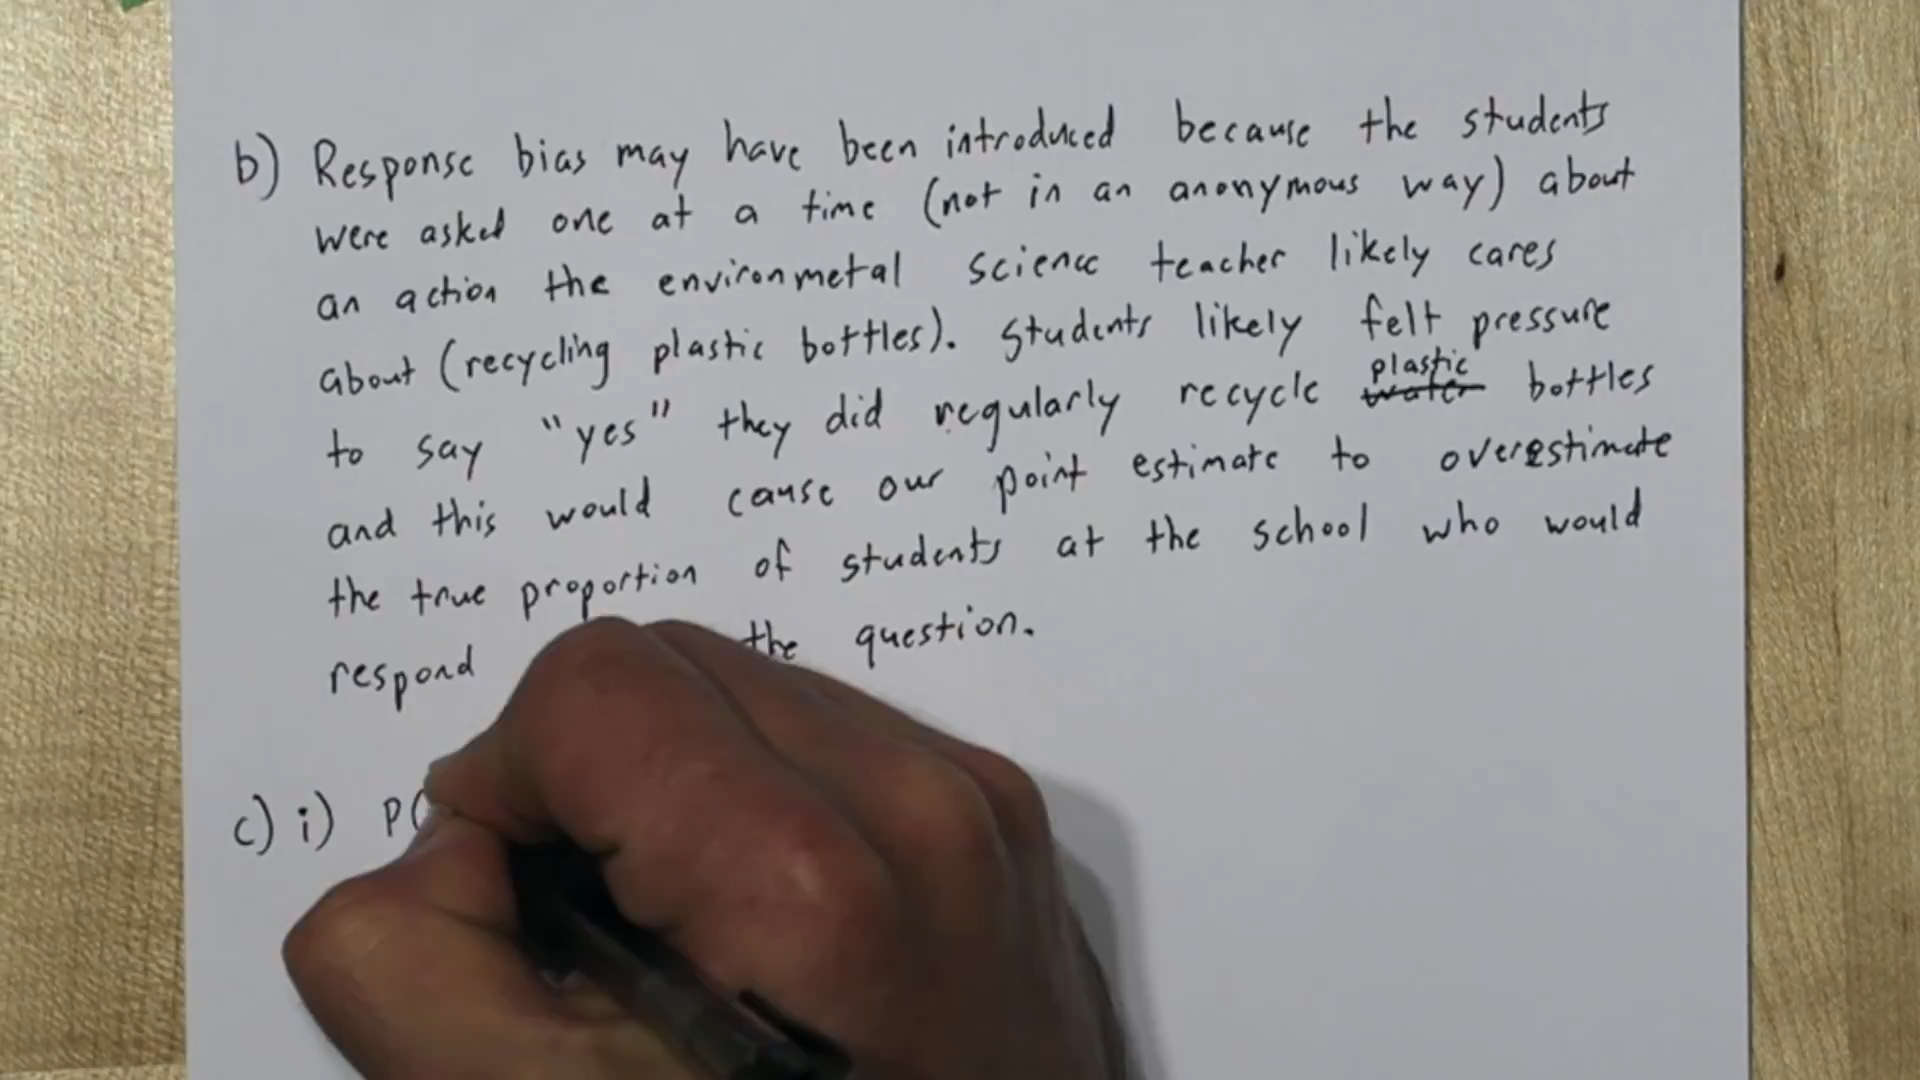 b) Response bias may have been introduced because the students
were asked one at a time (not in an anonymous way) about
an action the environmetal science teacher likely cares
about (recycling plastic bottles). Students likely felt pressure
to say "yes" they did regularly recycle plastic water bottles
and this would cause our point estimate to overestimate
the true proportion of students at the school who would
respond the question.
c) i) P(